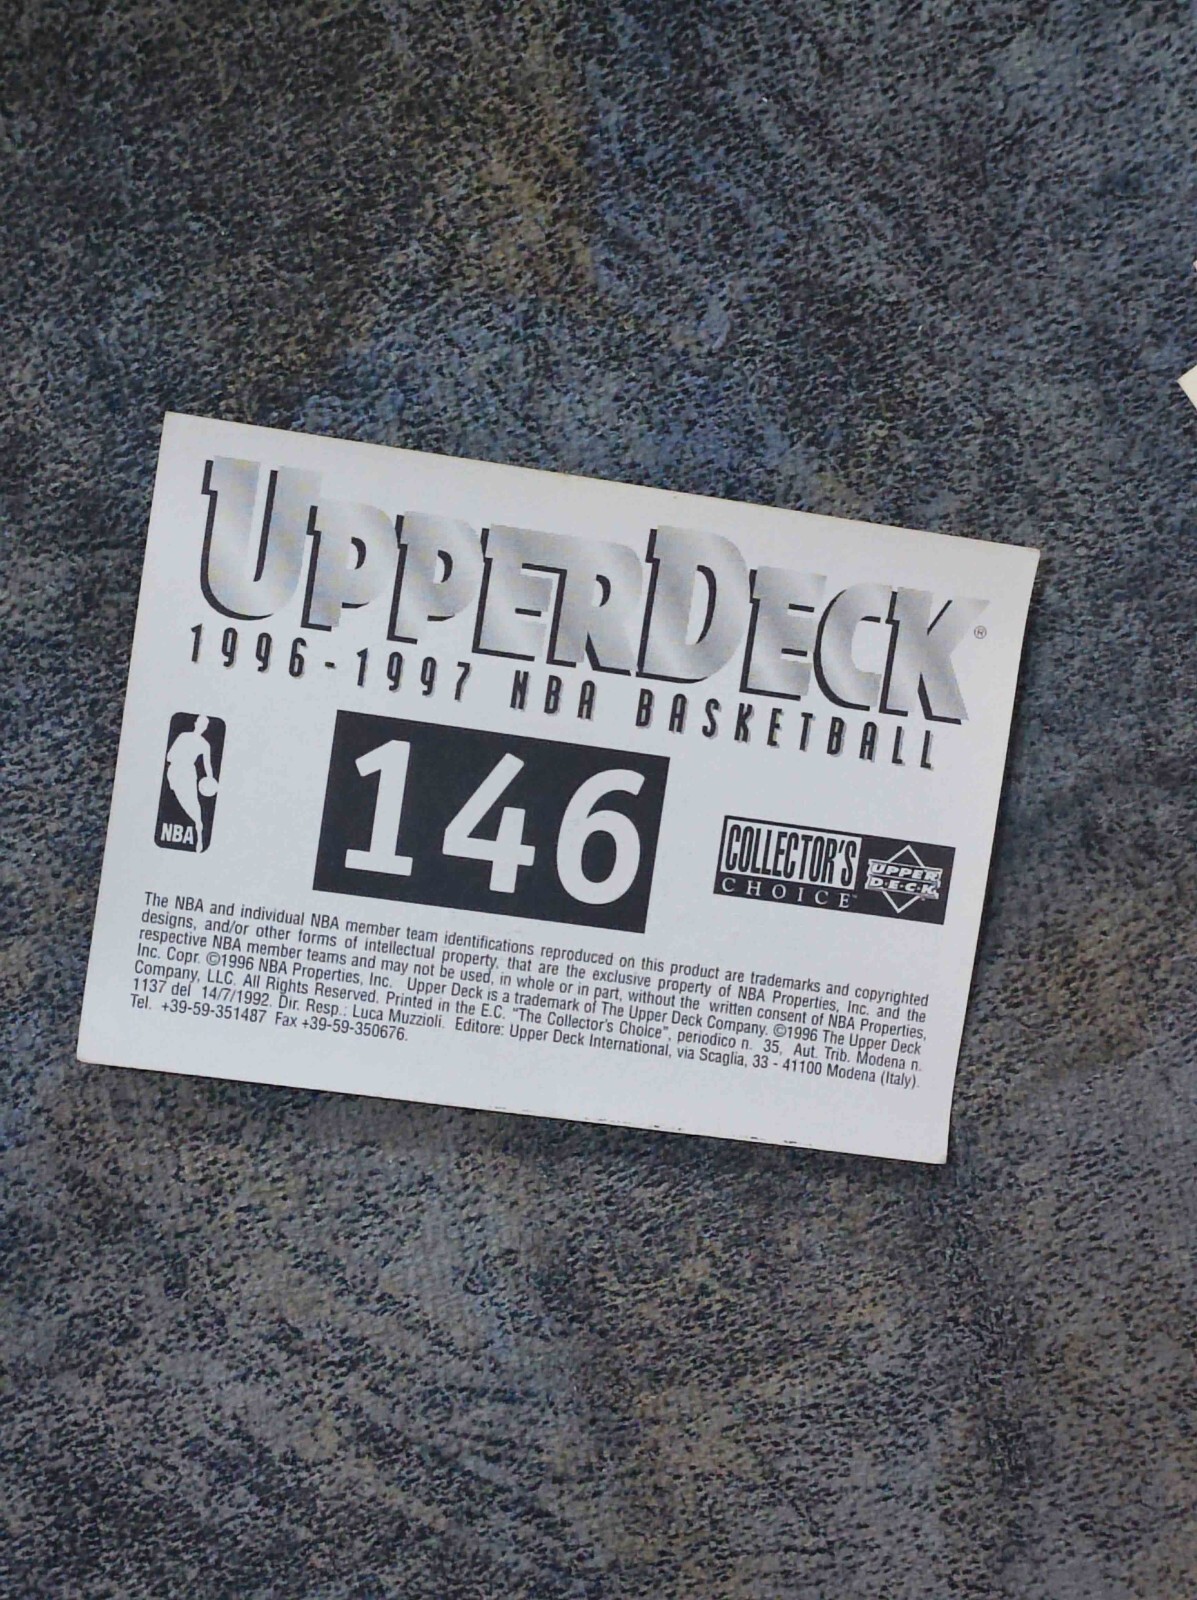 UPPERDECK®
1996-1997 NBA BASKETBALL
NBA
146
COLLECTOR'S
CHOICE™
UPPER
D.E.C.K.
The NBA and individual NBA member team identifications reproduced on this product are trademarks and copyrighted
designs, and/or other forms of intellectual property, that are the exclusive property of NBA Properties, Inc. and the
respective NBA member teams and may not be used, in whole or in part, without the written consent of NBA Properties,
Inc. Copr. ©1996 NBA Properties, Inc. Upper Deck is a trademark of The Upper Deck Company. ©1996 The Upper Deck
Company, LLC. All Rights Reserved. Printed in the E.C. "The Collector's Choice", periodico n. 35, Aut. Trib. Modena n.
1137 del 14/7/1992. Dir. Resp.: Luca Muzzioli. Editore: Upper Deck International, via Scaglia, 33 - 41100 Modena (Italy).
Tel. +39-59-351487 Fax +39-59-350676.